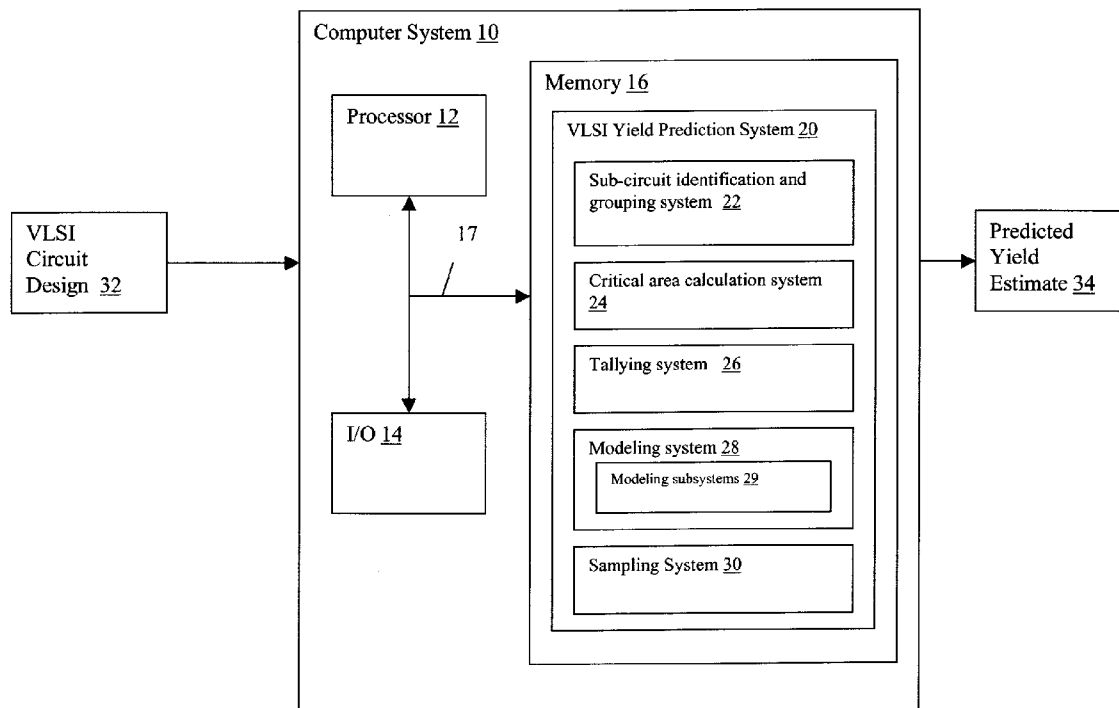 Computer System 10
Memory 16
Processor 12
VLSI Yield Prediction System 20
Sub-circuit identification and
grouping system 22
VLSI
Circuit
Design 32
17
Predicted
Yield
Estimate 34
Critical area calculation system
24
Tallying system 26
I/O 14
Modeling system 28
Modeling subsystems 29
Sampling System 30